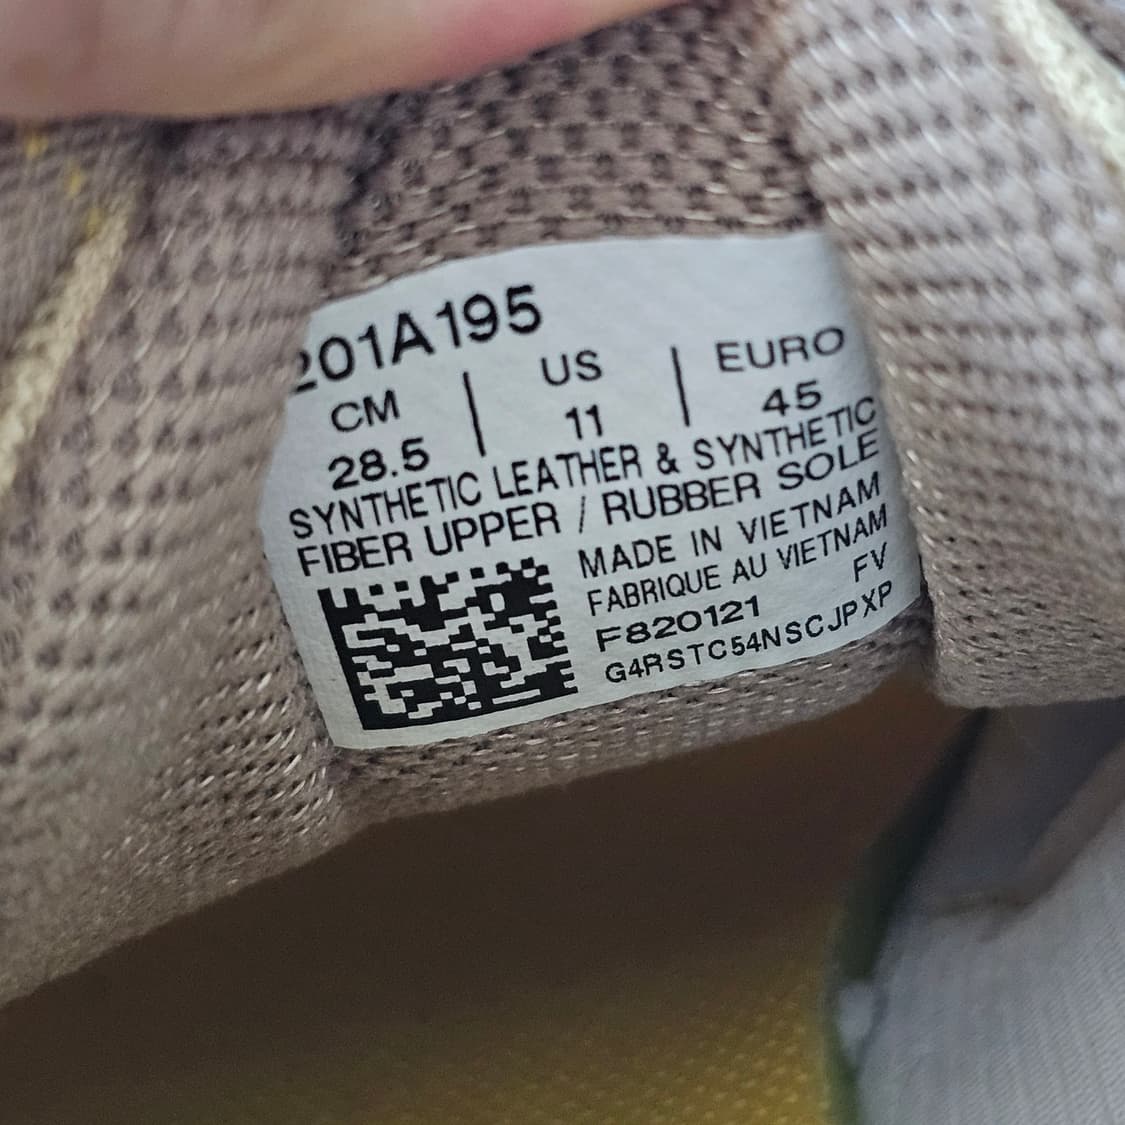 201A195
CM | US | EURO
28.5 | 11 | 45
SYNTHETIC LEATHER & SYNTHETIC
FIBER UPPER / RUBBER SOLE
MADE IN VIETNAM
FABRIQUE AU VIETNAM
FV
F820121
G4RSTC54NSCJPXP